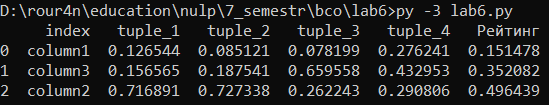 D:\rour4n\education\nulp\7_semestr\bco\lab6>py -3 lab6.py
index tuple_1 tuple_2 tuple_3 tuple_4 Рейтинг
0 column1 0.126544 0.085121 0.078199 0.276241 0.151478
1 column3 0.156565 0.187541 0.659558 0.432953 0.352082
2 column2 0.716891 0.727338 0.262243 0.290806 0.496439